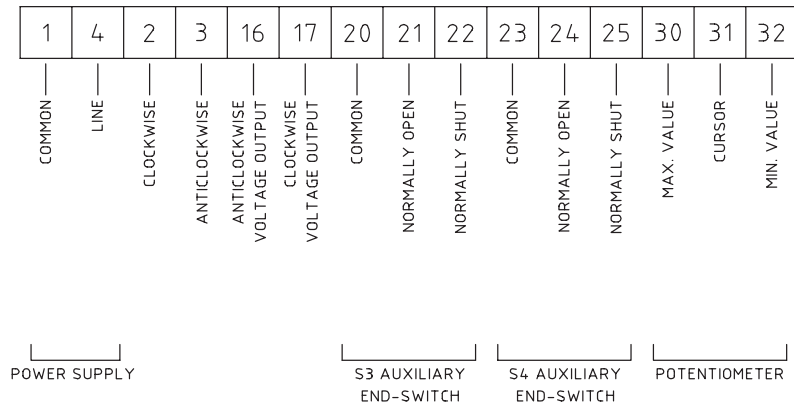 1 4 2 3 16 17 20 21 22 23 24 25 30 31 32
COMMON
LINE
CLOCKWISE
ANTICLOCKWISE
ANTICLOCKWISE
VOLTAGE OUTPUT
CLOCKWISE
VOLTAGE OUTPUT
COMMON
NORMALLY OPEN
NORMALLY SHUT
COMMON
NORMALLY OPEN
NORMALLY SHUT
MAX. VALUE
CURSOR
MIN. VALUE
POWER SUPPLY
S3 AUXILIARY
END-SWITCH
S4 AUXILIARY
END-SWITCH
POTENTIOMETER